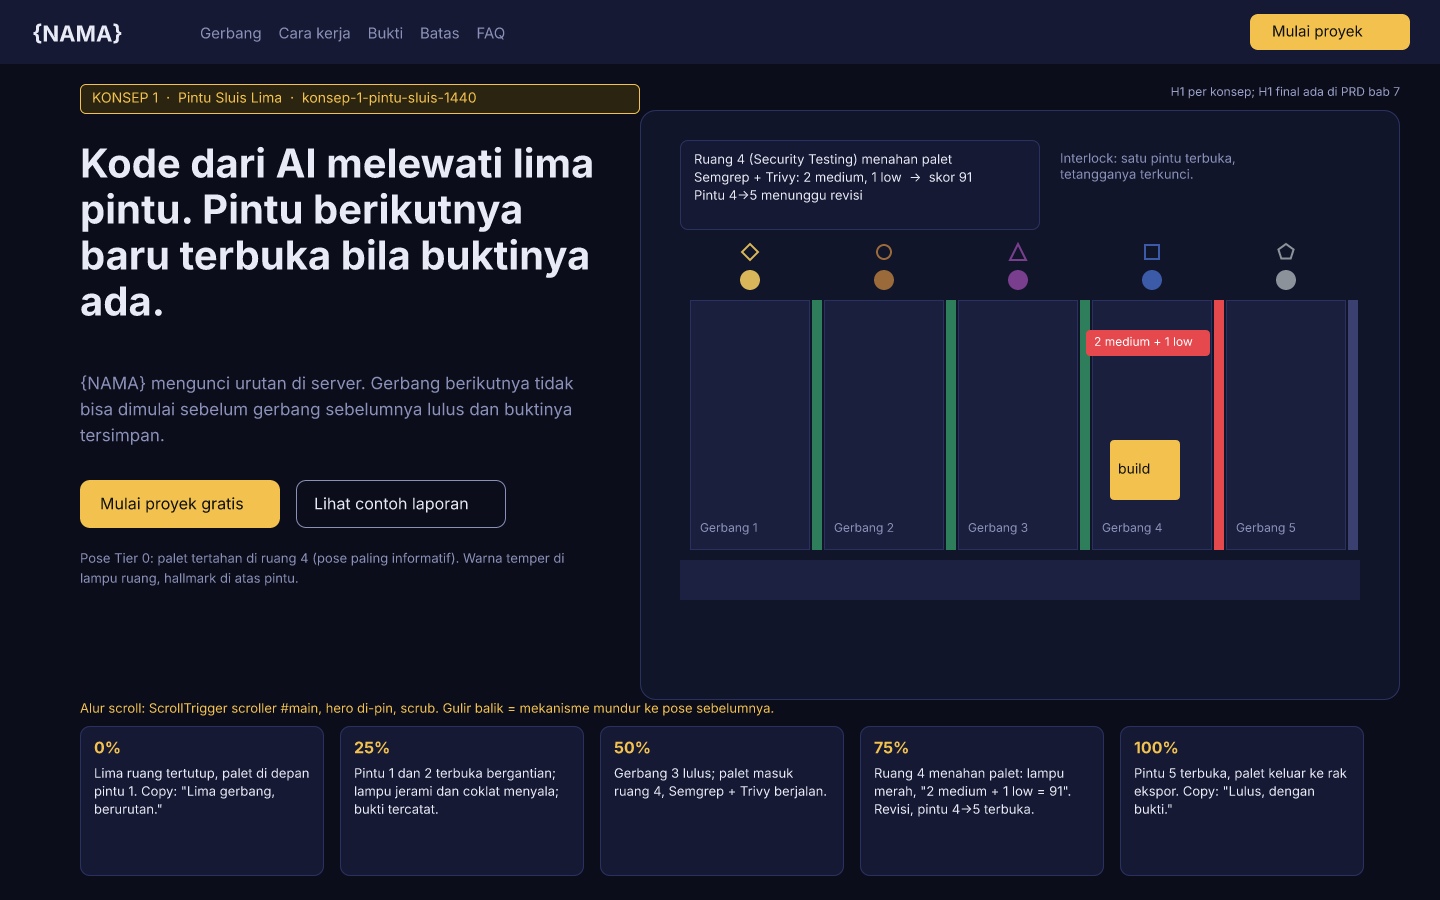 {NAMA}
Gerbang
Cara kerja
Bukti
Batas
FAQ
Mulai proyek
KONSEP 1 · Pintu Sluis Lima · konsep-1-pintu-sluis-1440
H1 per konsep; H1 final ada di PRD bab 7
Kode dari AI melewati lima
pintu. Pintu berikutnya
baru terbuka bila buktinya
ada.
{NAMA} mengunci urutan di server. Gerbang berikutnya tidak
bisa dimulai sebelum gerbang sebelumnya lulus dan buktinya
tersimpan.
Mulai proyek gratis
Lihat contoh laporan
Pose Tier 0: palet tertahan di ruang 4 (pose paling informatif). Warna temper di
lampu ruang, hallmark di atas pintu.
Ruang 4 (Security Testing) menahan palet
Semgrep + Trivy: 2 medium, 1 low → skor 91
Pintu 4→5 menunggu revisi
Interlock: satu pintu terbuka,
tetangganya terkunci.
2 medium + 1 low
build
Gerbang 1
Gerbang 2
Gerbang 3
Gerbang 4
Gerbang 5
Alur scroll: ScrollTrigger scroller #main, hero di-pin, scrub. Gulir balik = mekanisme mundur ke pose sebelumnya.
0%
Lima ruang tertutup, palet di depan
pintu 1. Copy: "Lima gerbang,
berurutan."
25%
Pintu 1 dan 2 terbuka bergantian;
lampu jerami dan coklat menyala;
bukti tercatat.
50%
Gerbang 3 lulus; palet masuk
ruang 4, Semgrep + Trivy berjalan.
75%
Ruang 4 menahan palet: lampu
merah, "2 medium + 1 low = 91".
Revisi, pintu 4→5 terbuka.
100%
Pintu 5 terbuka, palet keluar ke rak
ekspor. Copy: "Lulus, dengan
bukti."